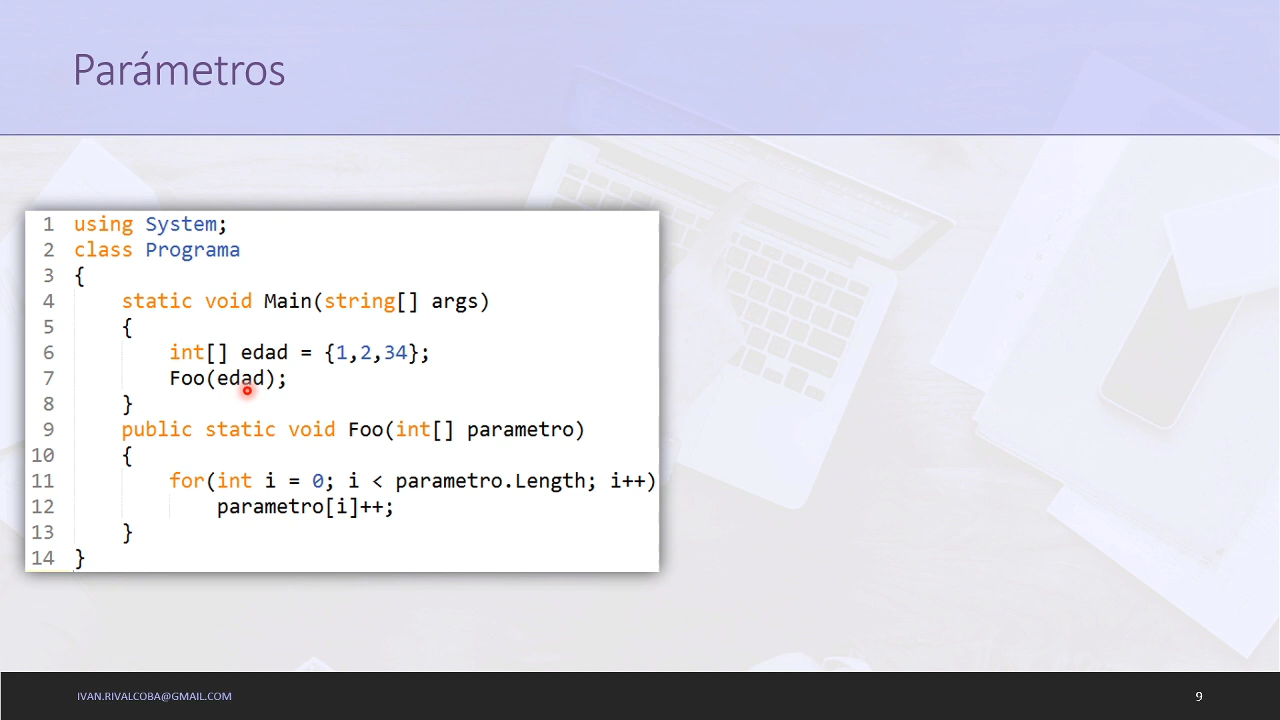 Parámetros
1 using System;
2 class Programa
3 {
4 static void Main(string[] args)
5 {
6 int[] edad = {1,2,34};
7 Foo(edad);
8 }
9 public static void Foo(int[] parametro)
10 {
11 for(int i = 0; i < parametro.Length; i++)
12 parametro[i]++;
13 }
14 }
IVAN.RIVALCOBA@GMAIL.COM
9